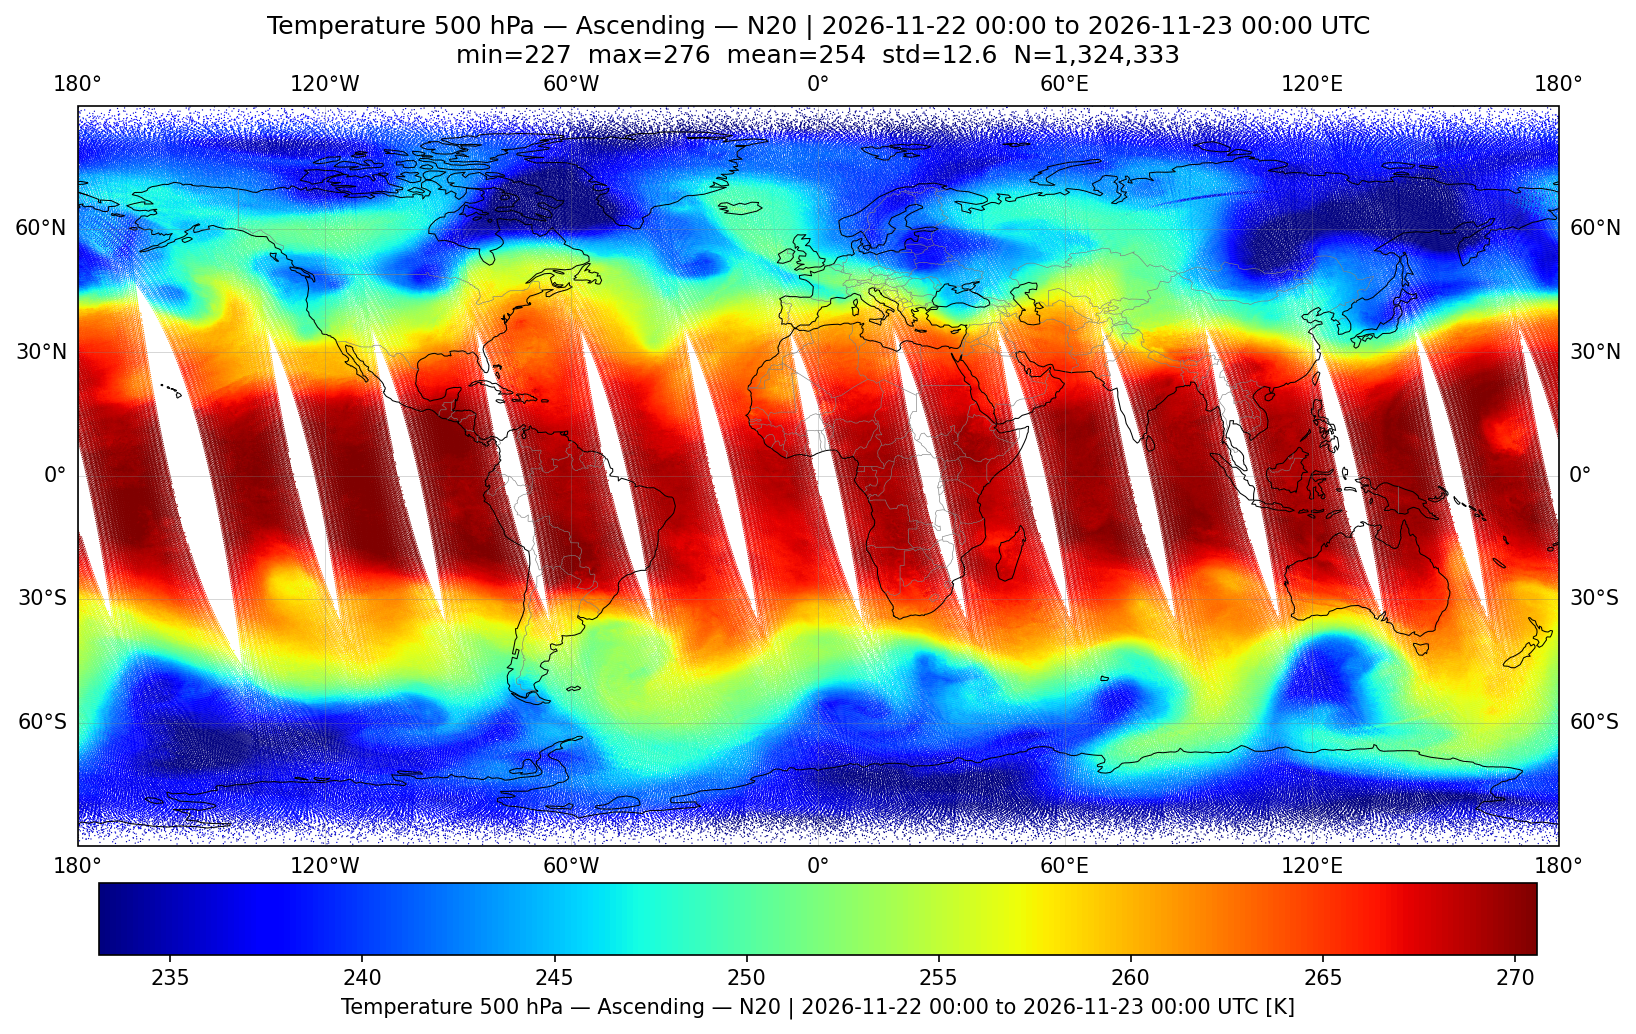 Temperature 500 hPa — Ascending — N20 | 2026-11-22 00:00 to 2026-11-23 00:00 UTC
min=227 max=276 mean=254 std=12.6 N=1,324,333
180° 120°W 60°W 0° 60°E 120°E 180°
60°N 60°N
30°N 30°N
0° 0°
30°S 30°S
60°S 60°S
180° 120°W 60°W 0° 60°E 120°E 180°
235 240 245 250 255 260 265 270
Temperature 500 hPa — Ascending — N20 | 2026-11-22 00:00 to 2026-11-23 00:00 UTC [K]